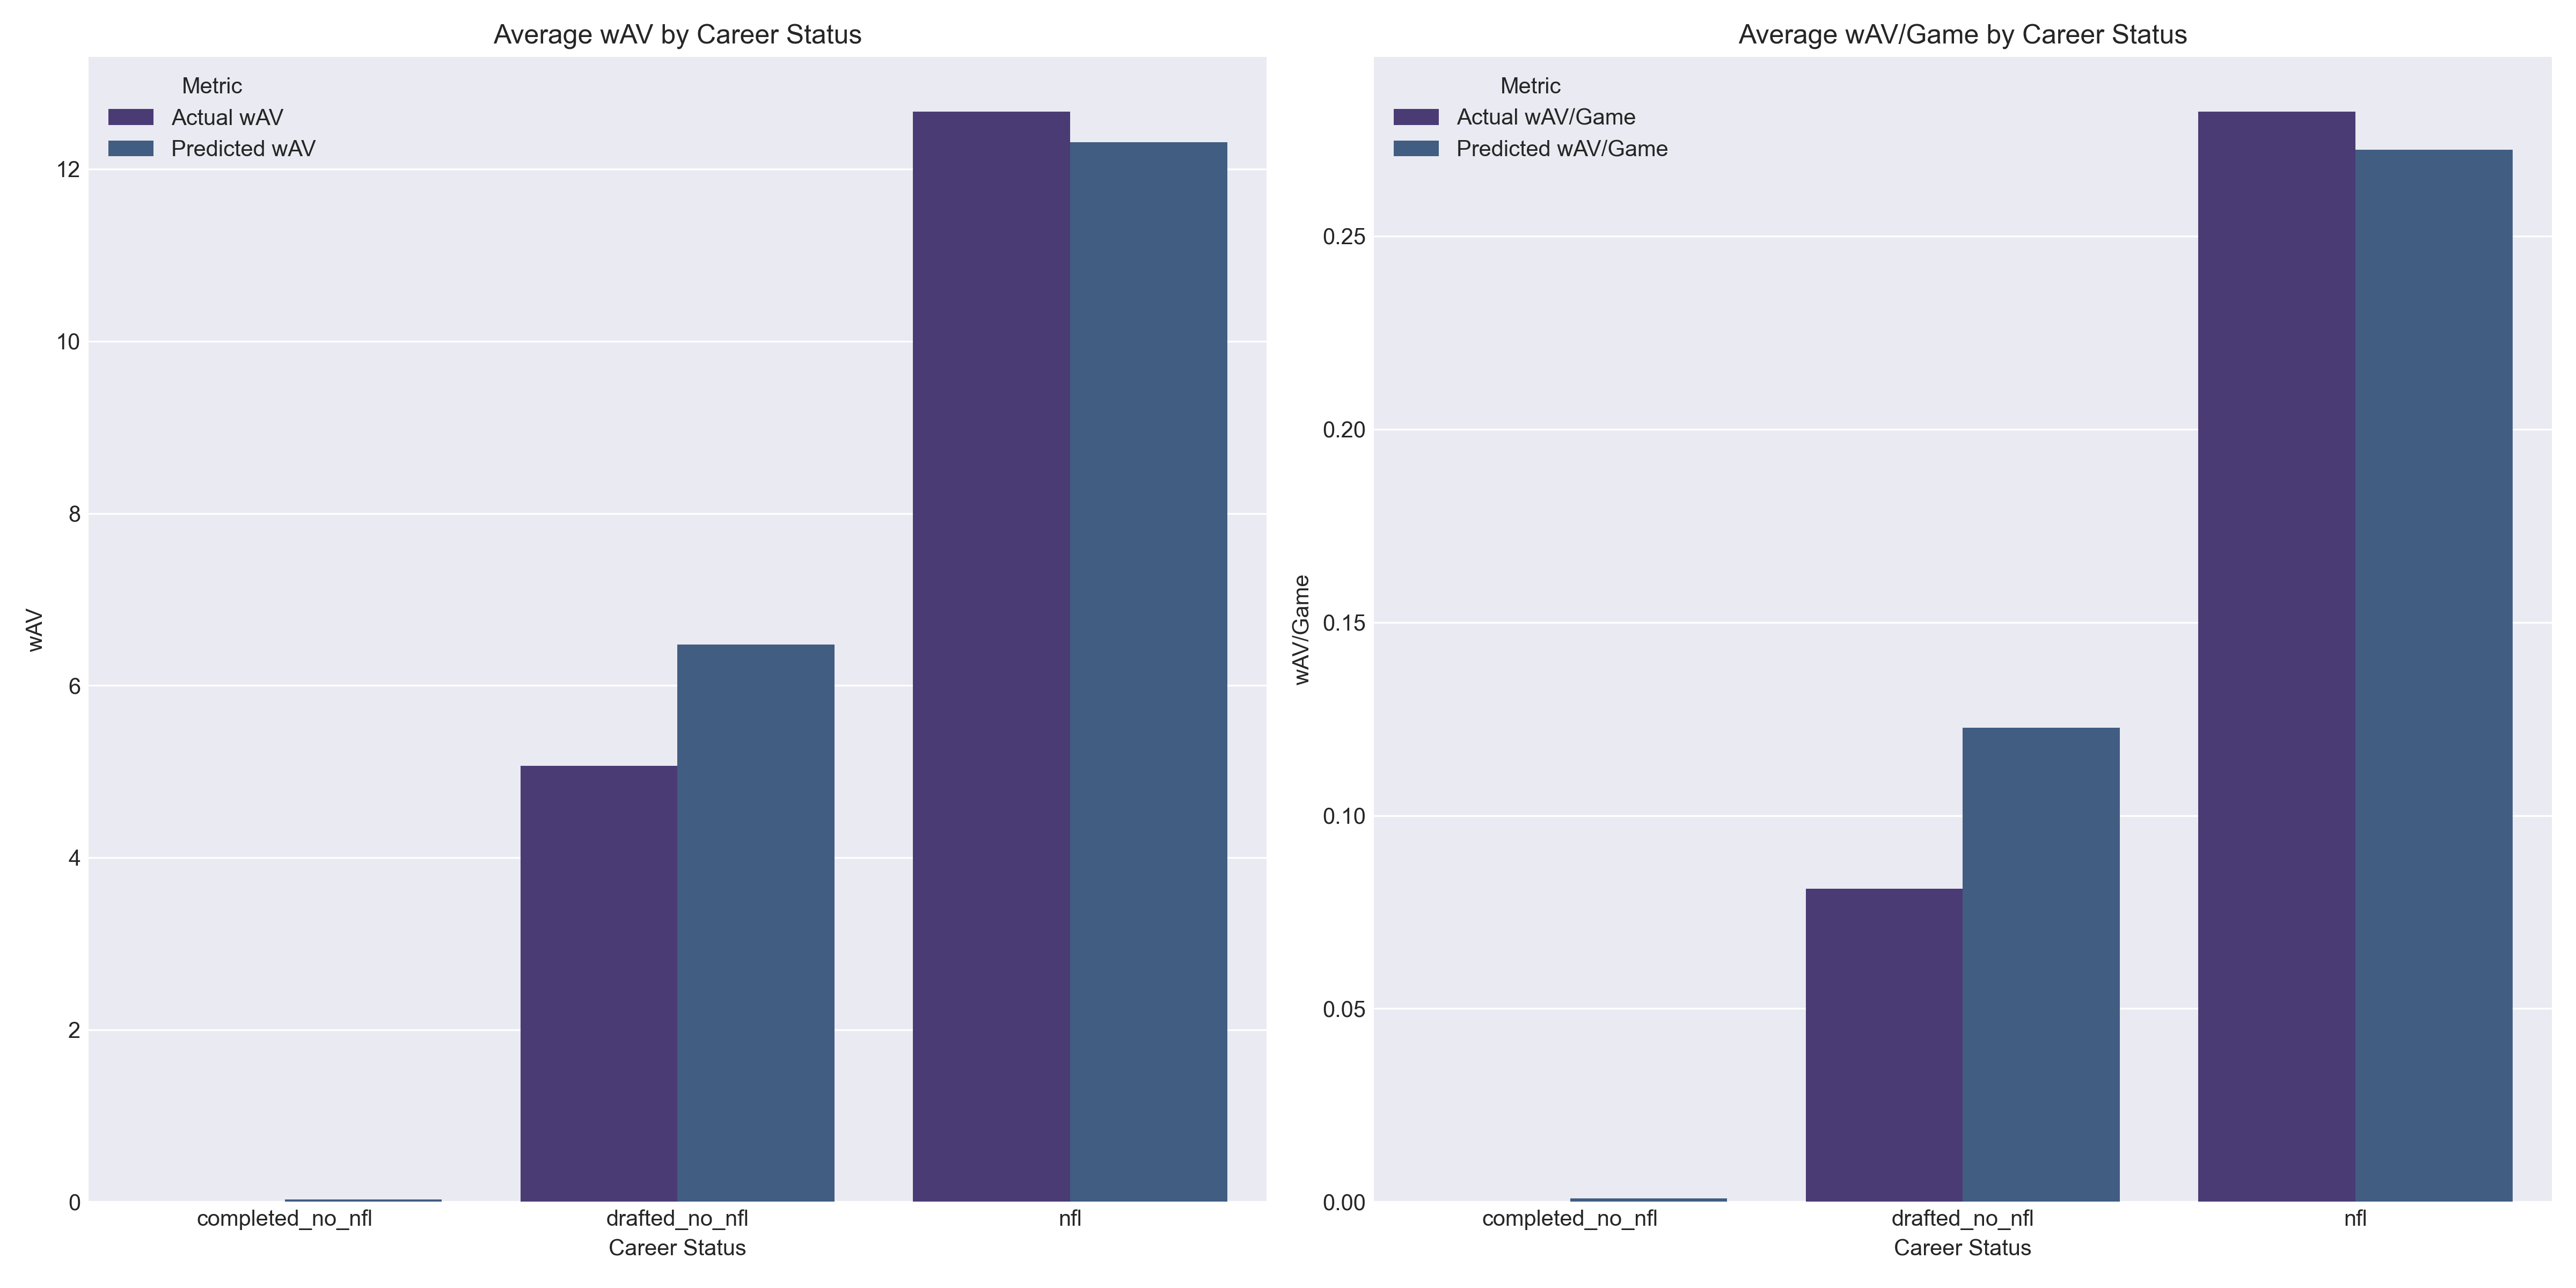 Average wAV by Career Status
Metric
Actual wAV
Predicted wAV
12
10
8
6
4
2
0
wAV
completed_no_nfl
drafted_no_nfl
nfl
Career Status
Average wAV/Game by Career Status
Metric
Actual wAV/Game
Predicted wAV/Game
0.25
0.20
0.15
0.10
0.05
0.00
wAV/Game
completed_no_nfl
drafted_no_nfl
nfl
Career Status